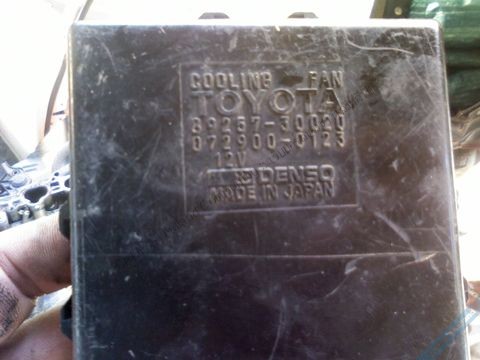 COOLING FAN
TOYOTA
89257-30020
072900-0123
12V
DENSO
MADE IN JAPAN